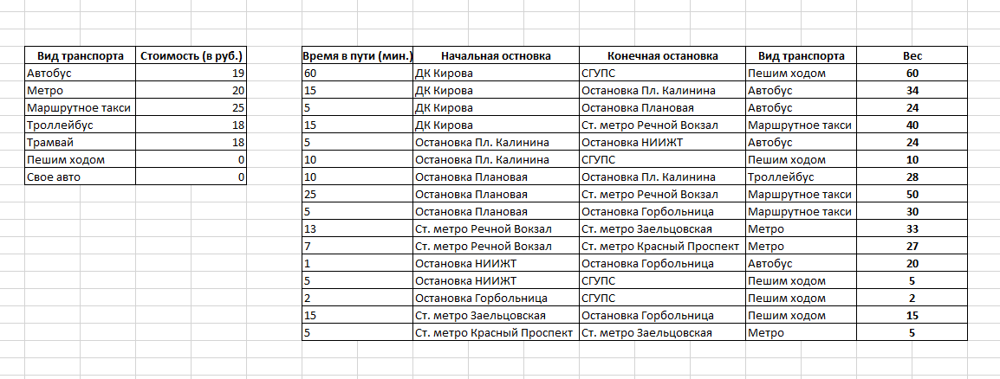 Вид транспорта Стоимость (в руб.)
Автобус 19
Метро 20
Маршрутное такси 25
Троллейбус 18
Трамвай 18
Пешим ходом 0
Свое авто 0
Время в пути (мин.) Начальная остновка Конечная остановка Вид транспорта Вес
60 ДК Кирова СГУПС Пешим ходом 60
15 ДК Кирова Остановка Пл. Калинина Автобус 34
5 ДК Кирова Остановка Плановая Автобус 24
15 ДК Кирова Ст. метро Речной Вокзал Маршрутное такси 40
5 Остановка Пл. Калинина Остановка НИИЖТ Автобус 24
10 Остановка Пл. Калинина СГУПС Пешим ходом 10
10 Остановка Плановая Остановка Пл. Калинина Троллейбус 28
25 Остановка Плановая Ст. метро Речной Вокзал Маршрутное такси 50
5 Остановка Плановая Остановка Горбольница Маршрутное такси 30
13 Ст. метро Речной Вокзал Ст. метро Заельцовская Метро 33
7 Ст. метро Речной Вокзал Ст. метро Красный Проспект Метро 27
1 Остановка НИИЖТ Остановка Горбольница Автобус 20
5 Остановка НИИЖТ СГУПС Пешим ходом 5
2 Остановка Горбольница СГУПС Пешим ходом 2
15 Ст. метро Заельцовская Остановка Горбольница Пешим ходом 15
5 Ст. метро Красный Проспект Ст. метро Заельцовская Метро 5